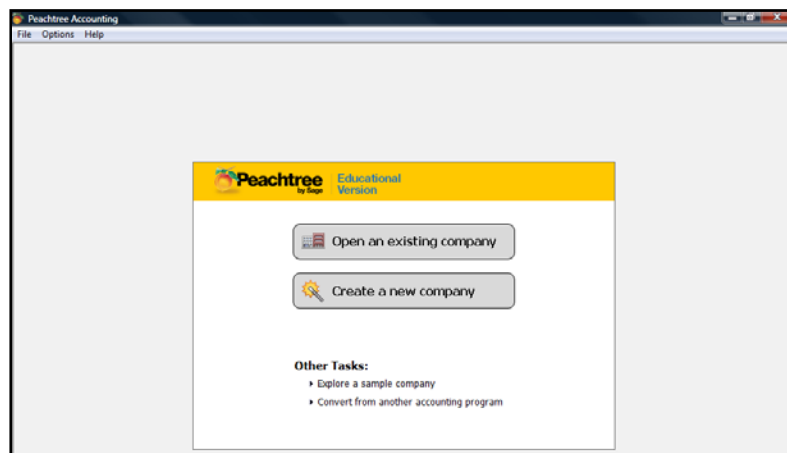 Peachtree Accounting
File Options Help
Peachtree
by Sage
Educational
Version
Open an existing company
Create a new company
Other Tasks:
Explore a sample company
Convert from another accounting program